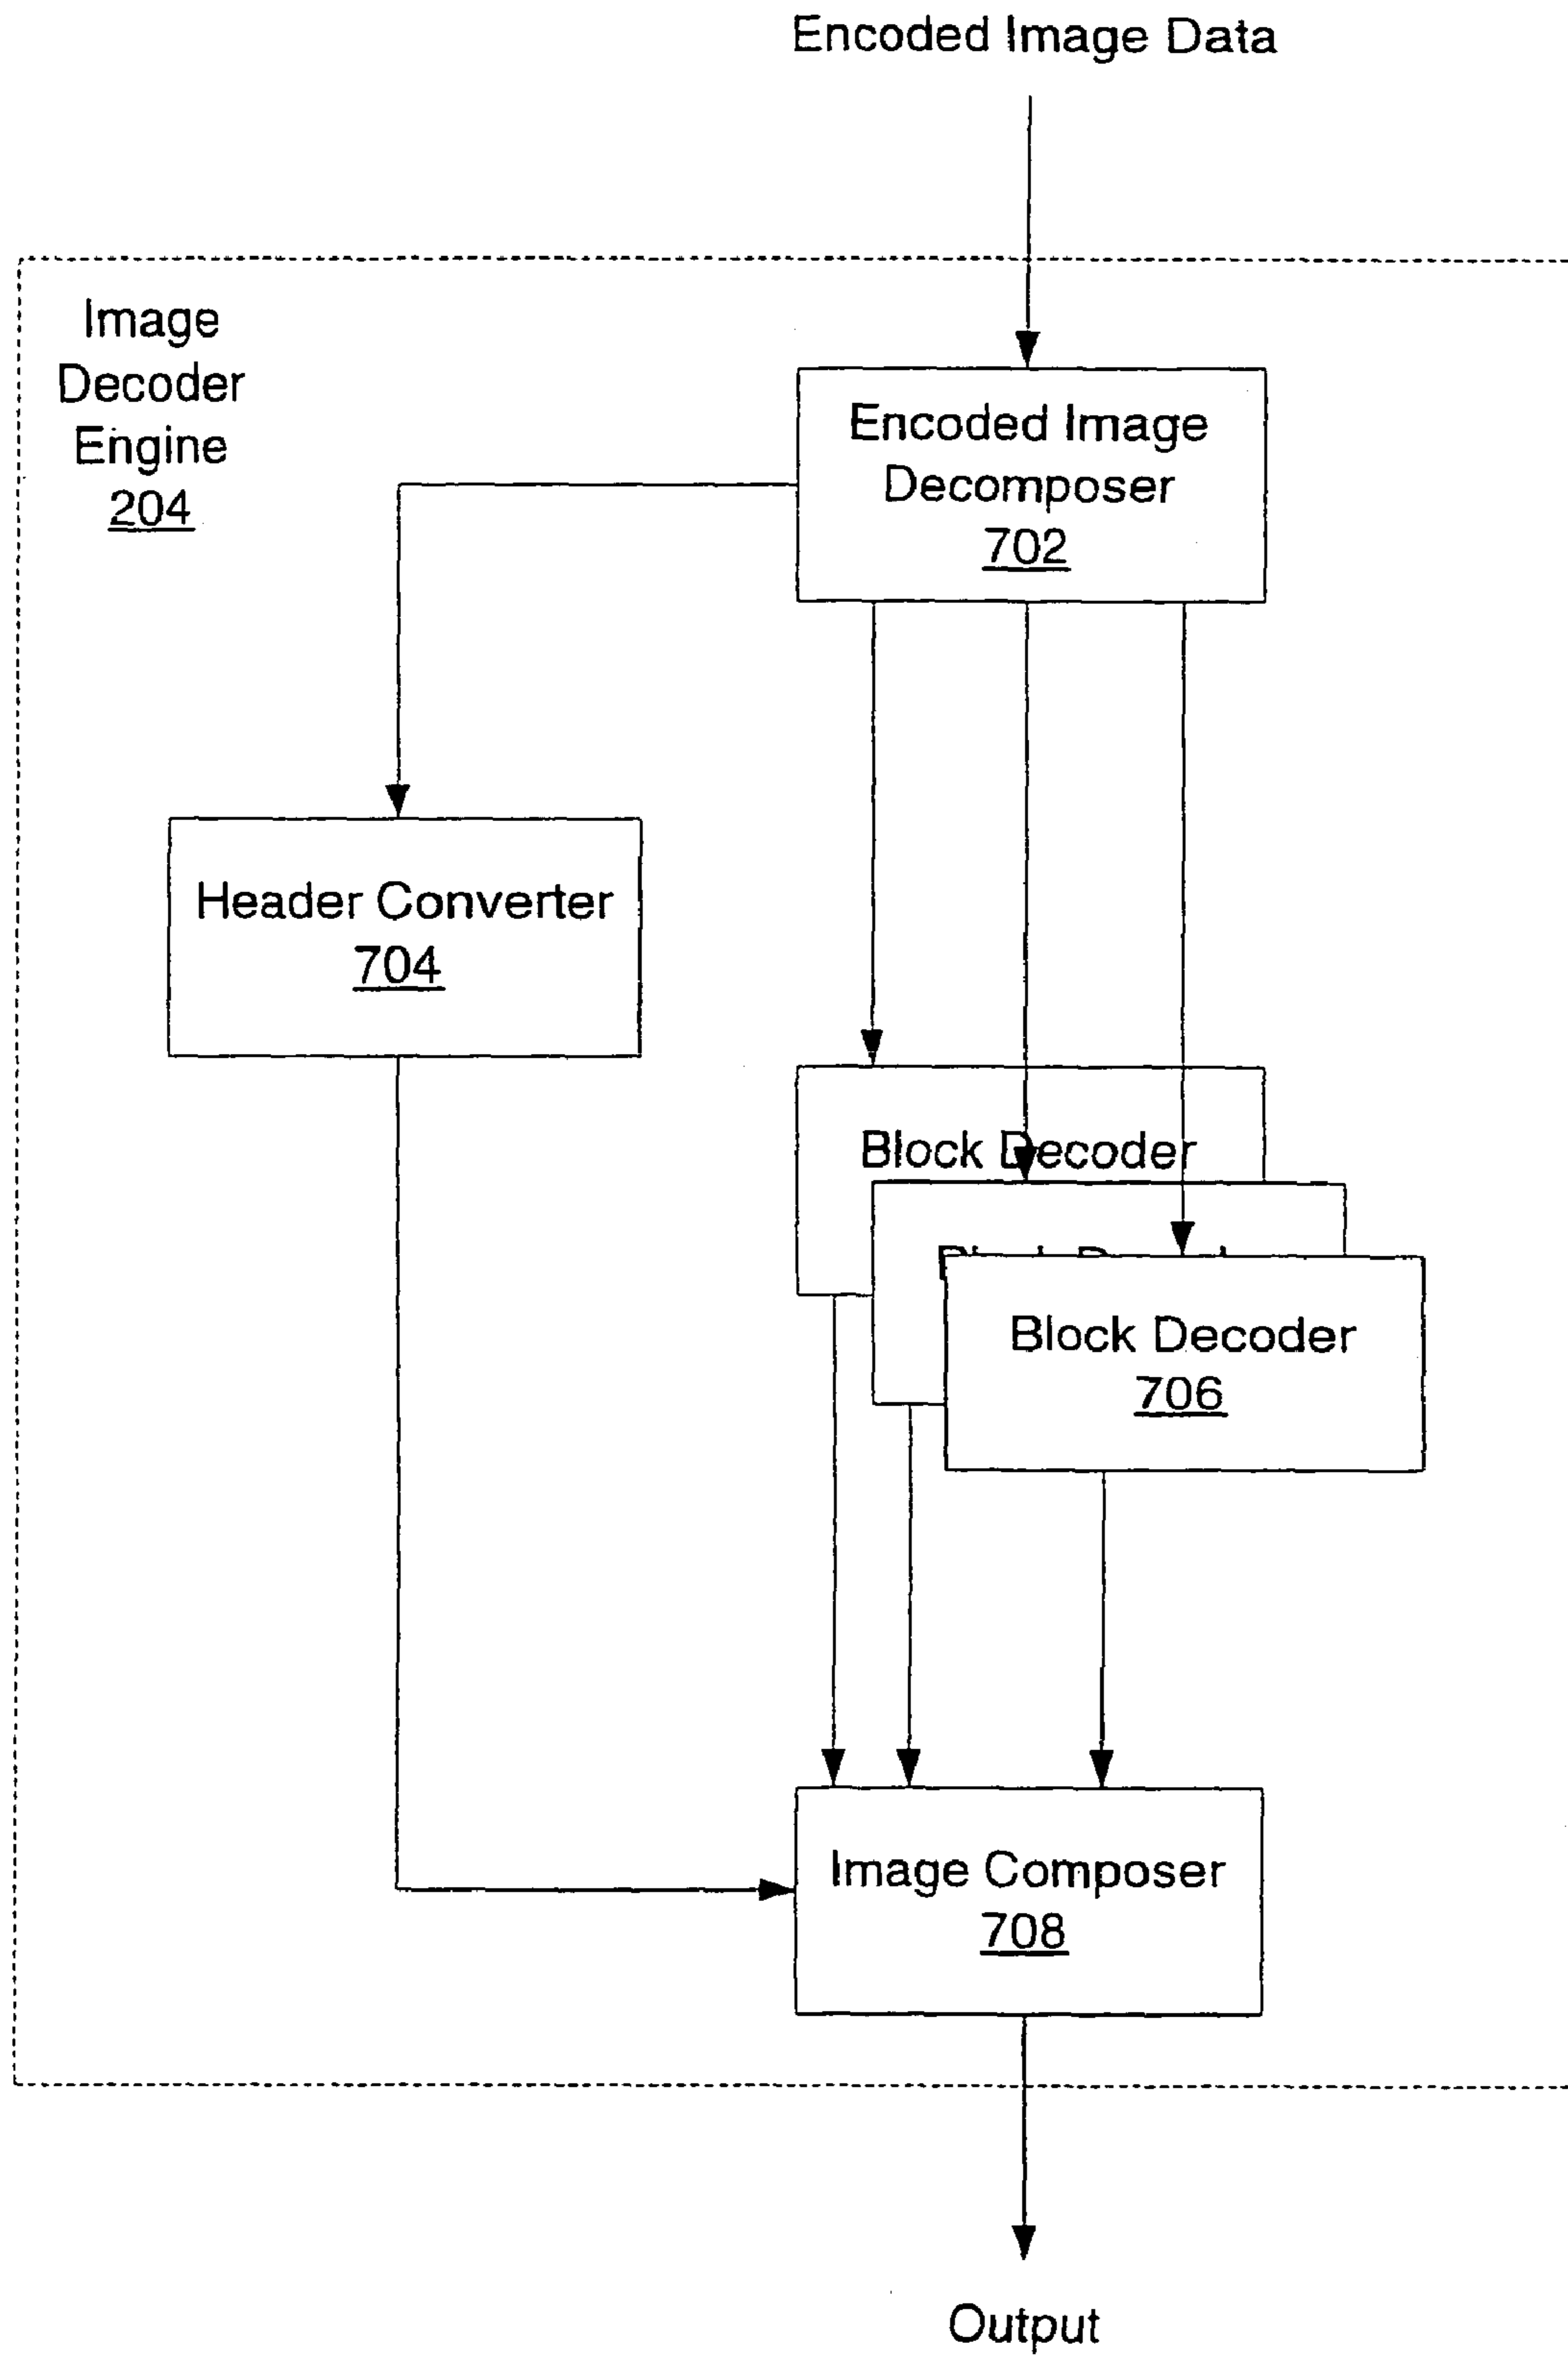 Encoded Image Data
Image
Decoder
Engine
204
Encoded Image
Decomposer
702
Header Converter
704
Block Decoder
Block Decoder
706
Image Composer
708
Output